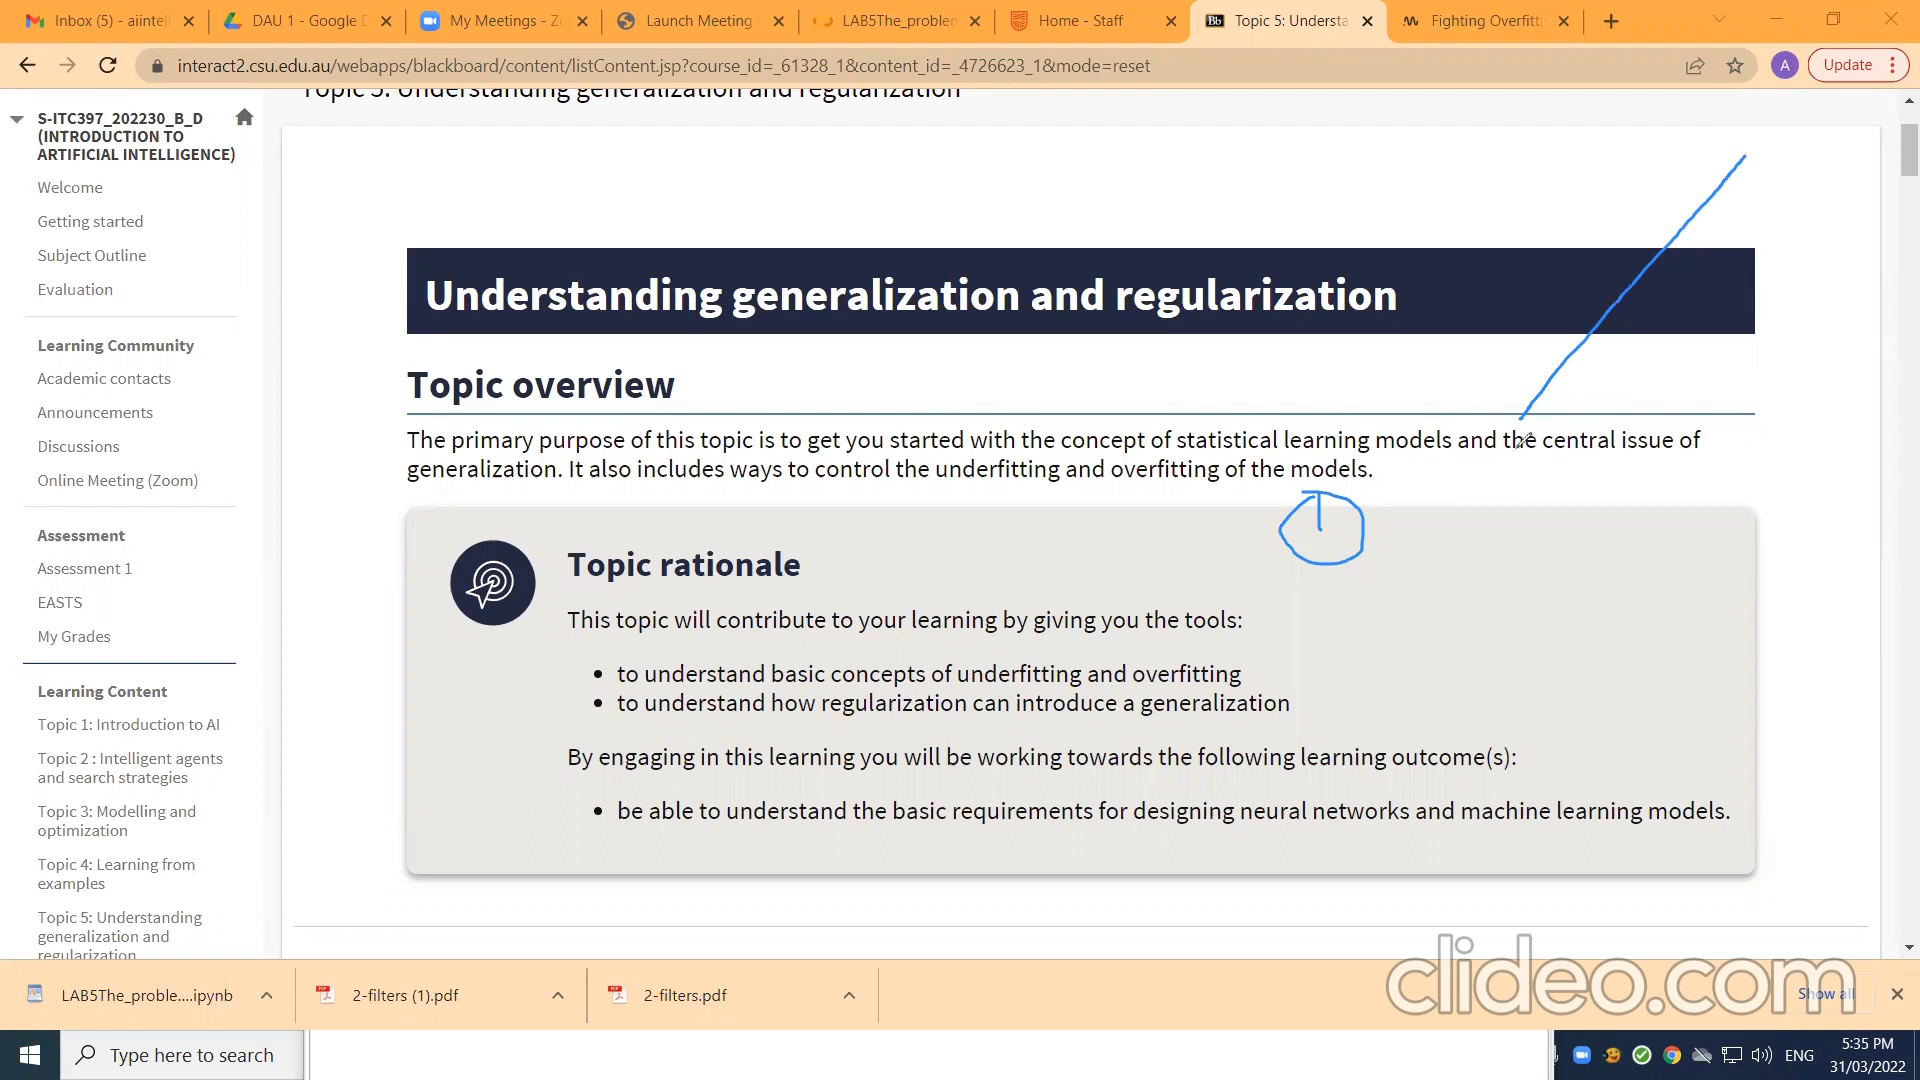 Inbox (5) - aiintel
DAU 1 - Google D
My Meetings - Zo
Launch Meeting -
LAB5The_problem
Home - Staff
Topic 5: Understa
Fighting Overfitti
interact2.csu.edu.au/webapps/blackboard/content/listContent.jsp?course_id=_61328_1&content_id=_4726623_1&mode=reset
A
Update
Topic 5: Understanding generalization and regularization
S-ITC397_202230_B_D
(INTRODUCTION TO
ARTIFICIAL INTELLIGENCE)
Welcome
Getting started
Subject Outline
Evaluation
Learning Community
Academic contacts
Announcements
Discussions
Online Meeting (Zoom)
Assessment
Assessment 1
EASTS
My Grades
Learning Content
Topic 1: Introduction to AI
Topic 2 : Intelligent agents
and search strategies
Topic 3: Modelling and
optimization
Topic 4: Learning from
examples
Topic 5: Understanding
generalization and
regularization
Understanding generalization and regularization
Topic overview
The primary purpose of this topic is to get you started with the concept of statistical learning models and the central issue of
generalization. It also includes ways to control the underfitting and overfitting of the models.
Topic rationale
This topic will contribute to your learning by giving you the tools:
• to understand basic concepts of underfitting and overfitting
• to understand how regularization can introduce a generalization
By engaging in this learning you will be working towards the following learning outcome(s):
• be able to understand the basic requirements for designing neural networks and machine learning models.
clideo.com
LAB5The_proble....ipynb
2-filters (1).pdf
2-filters.pdf
Show all
Type here to search
ENG
5:35 PM
31/03/2022